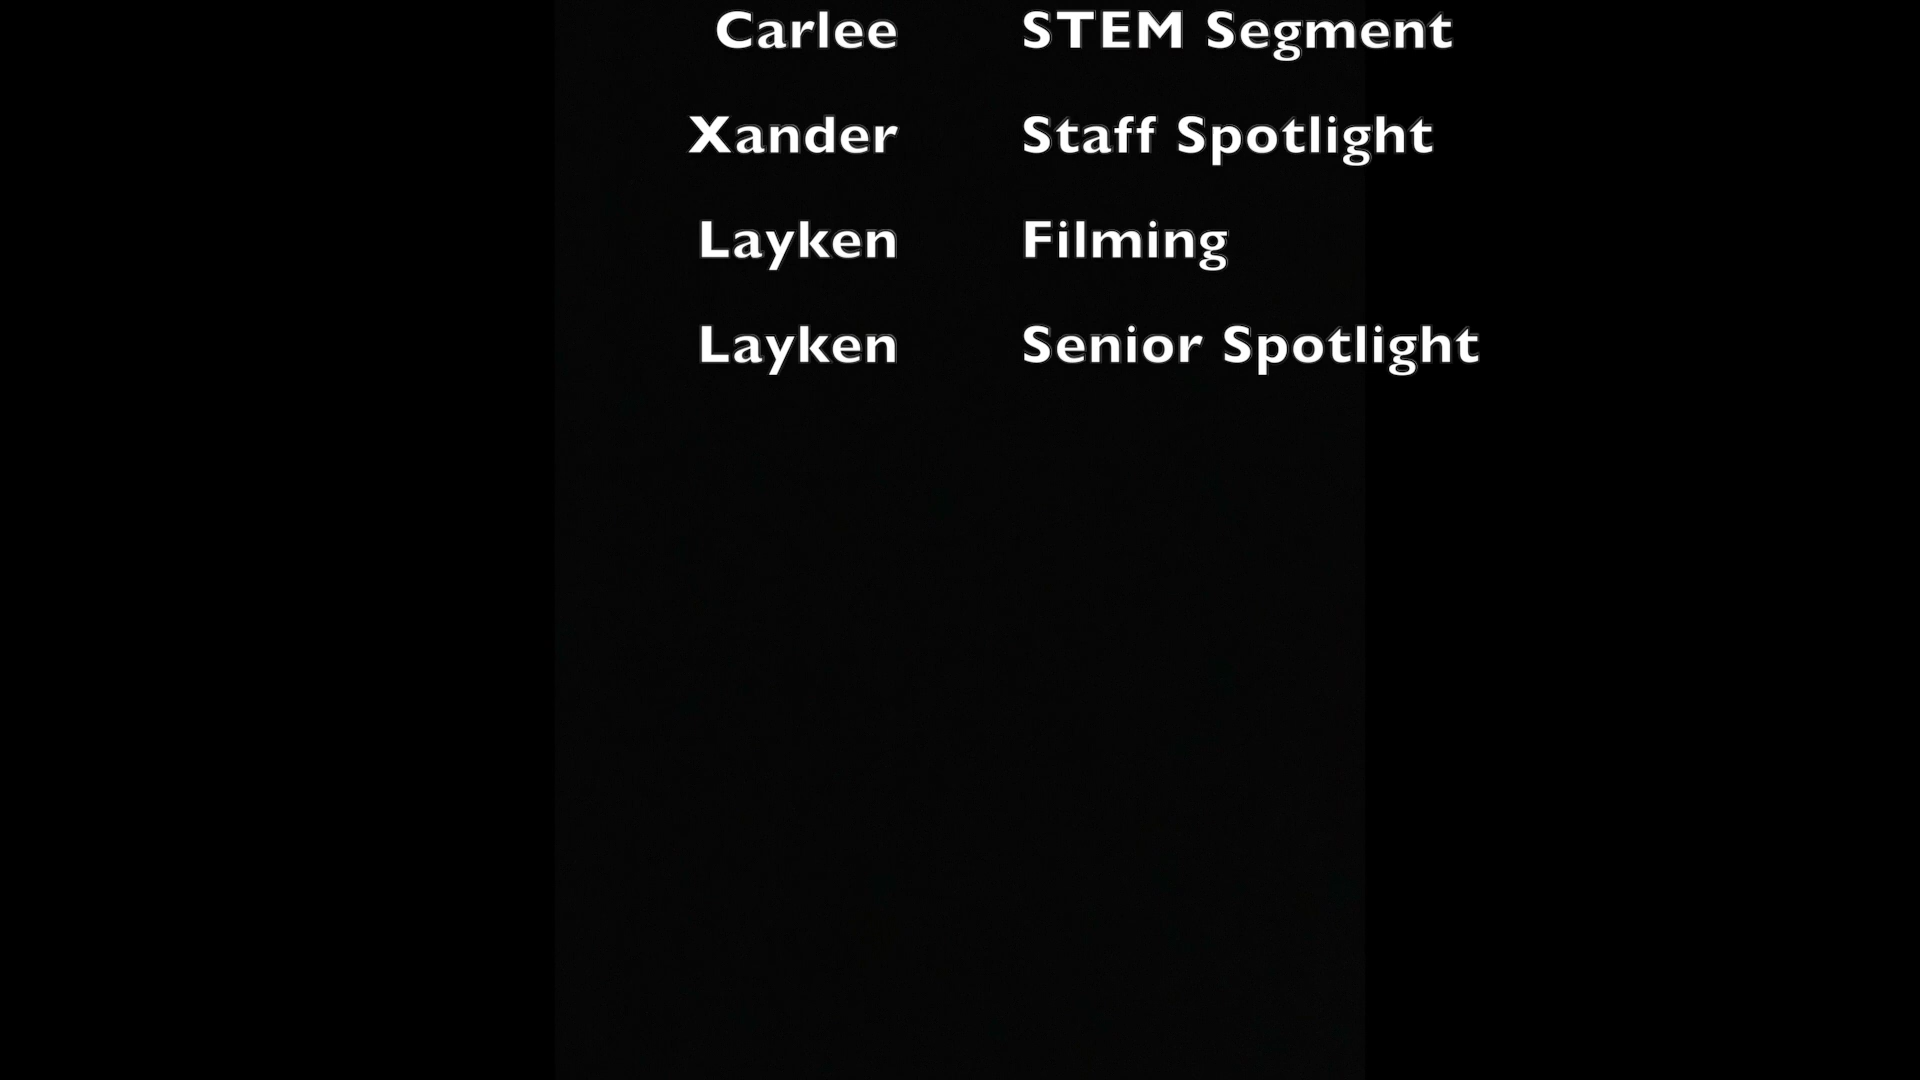 Carlee STEM Segment
Xander Staff Spotlight
Layken Filming
Layken Senior Spotlight